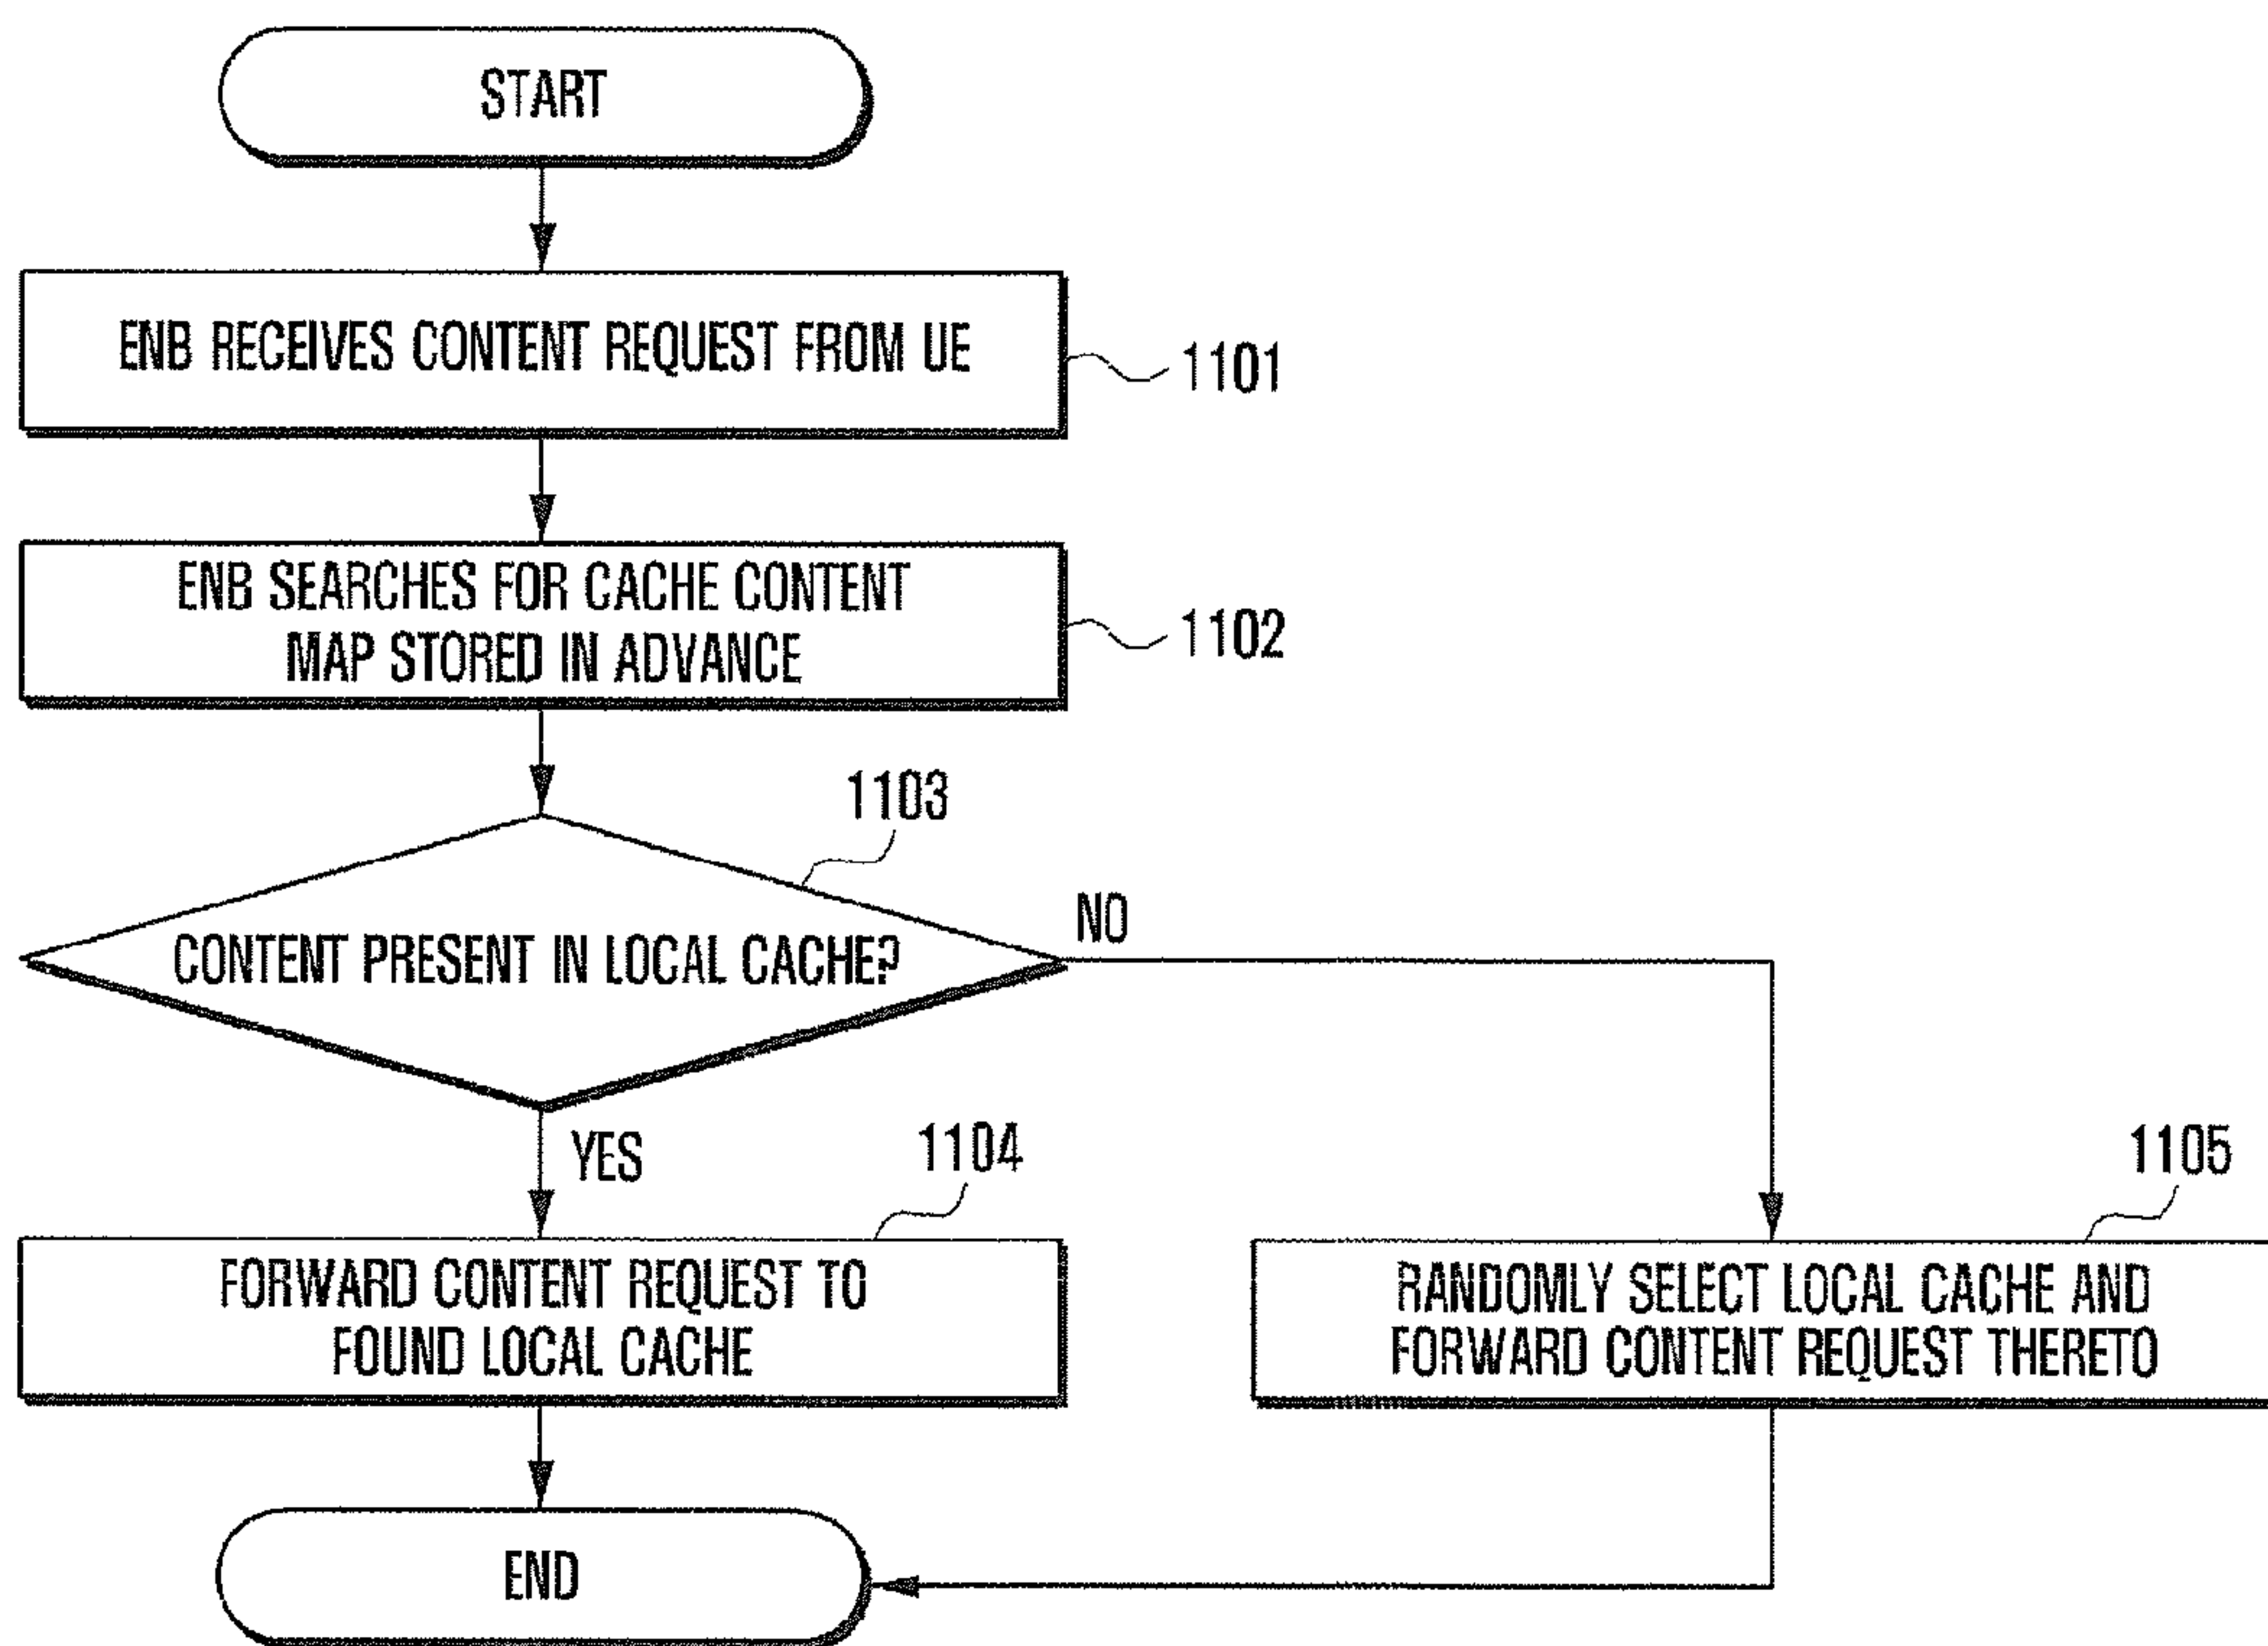 START
ENB RECEIVES CONTENT REQUEST FROM UE
1101
ENB SEARCHES FOR CACHE CONTENT
MAP STORED IN ADVANCE
1102
1103
CONTENT PRESENT IN LOCAL CACHE?
NO
YES
1104
FORWARD CONTENT REQUEST TO
FOUND LOCAL CACHE
1105
RANDOMLY SELECT LOCAL CACHE AND
FORWARD CONTENT REQUEST THERETO
END